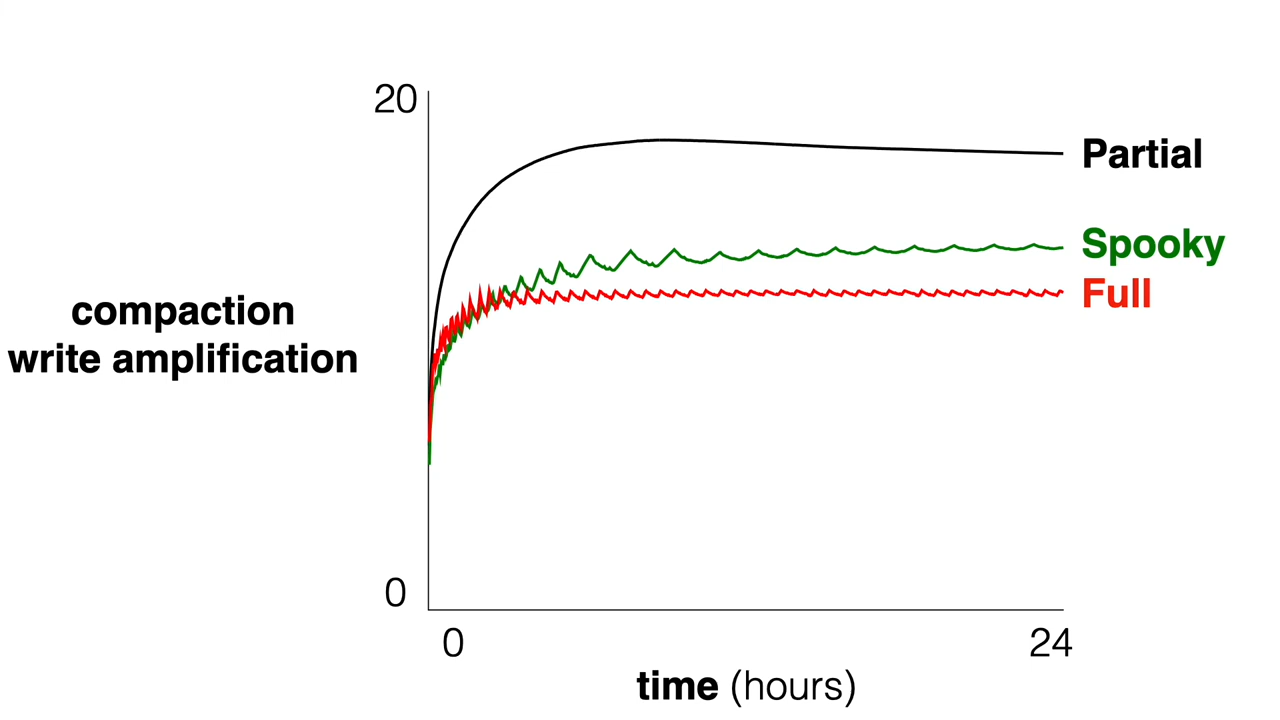 20
Partial
Spooky
Full
compaction
write amplification
0
0
24
time (hours)